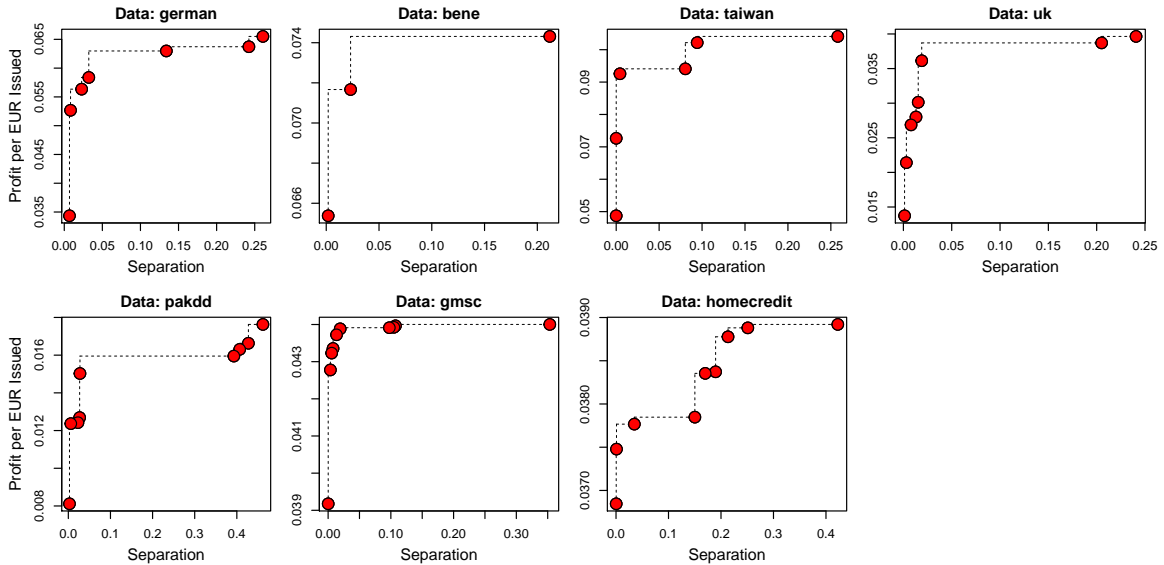 Data: german
Data: bene
Data: taiwan
Data: uk
Profit per EUR Issued
0.035 0.045 0.055 0.065
0.066 0.070 0.074
0.05 0.07 0.09
0.015 0.025 0.035
0.00 0.05 0.10 0.15 0.20 0.25
0.00 0.05 0.10 0.15 0.20
0.00 0.05 0.10 0.15 0.20 0.25
0.00 0.05 0.10 0.15 0.20 0.25
Separation
Separation
Separation
Separation
Data: pakdd
Data: gmsc
Data: homecredit
Profit per EUR Issued
0.008 0.012 0.016
0.039 0.041 0.043
0.0370 0.0380 0.0390
0.0 0.1 0.2 0.3 0.4
0.00 0.10 0.20 0.30
0.0 0.1 0.2 0.3 0.4
Separation
Separation
Separation